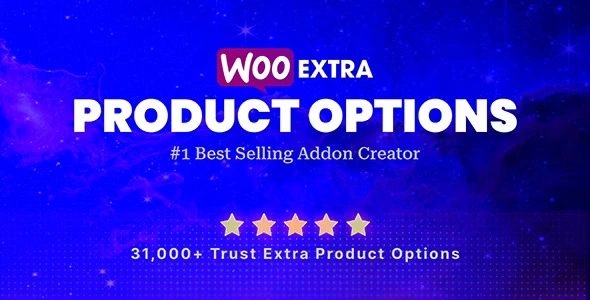 WOO EXTRA
PRODUCT OPTIONS
#1 Best Selling Addon Creator
31,000+ Trust Extra Product Options